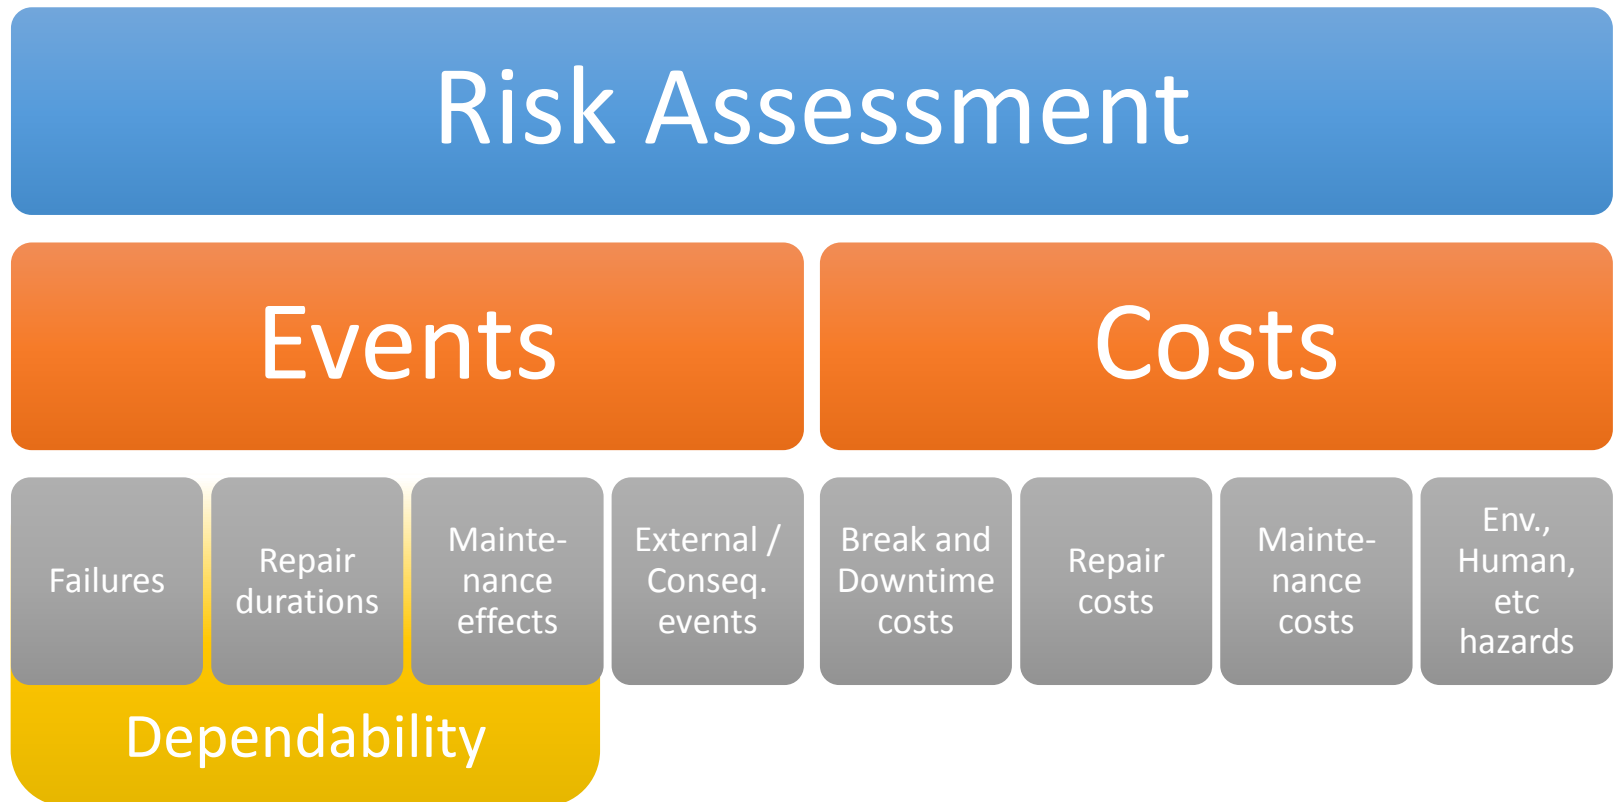 Risk Assessment
Events
Costs
Failures
Repair
durations
Mainte-
nance
effects
External /
Conseq.
events
Break and
Downtime
costs
Repair
costs
Mainte-
nance
costs
Env.,
Human,
etc
hazards
Dependability